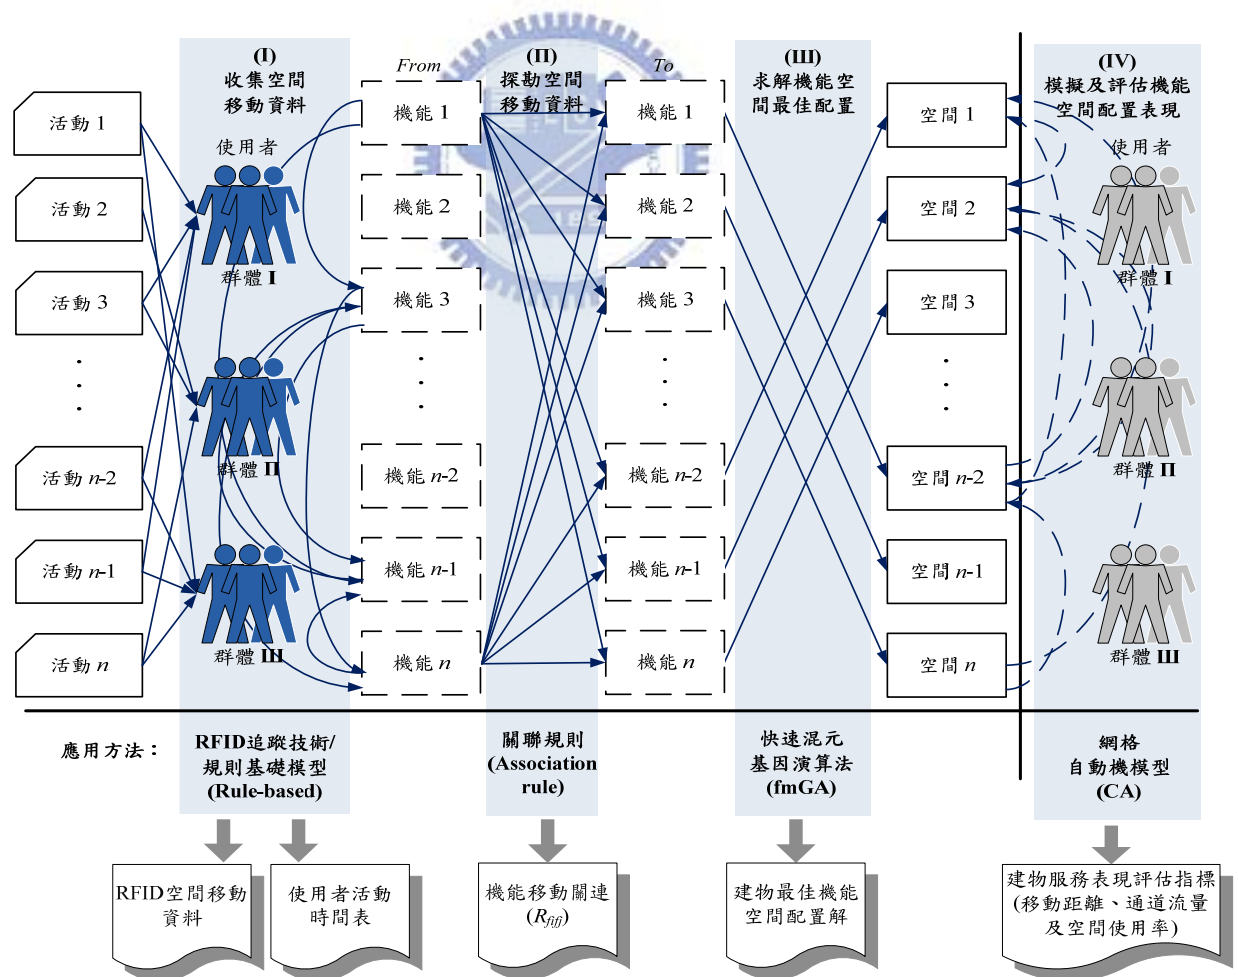 (I)
收集空間
移動資料
From
(II)
探勘空間
移動資料
To
(III)
求解機能空
間最佳配置
(IV)
模擬及評估機能
空間配置表現
活動 1
活動 2
活動 3
活動 n-2
活動 n-1
活動 n
使用者
群體 I
群體 II
群體 III
機能 1
機能 2
機能 3
機能 n-2
機能 n-1
機能 n
機能 1
機能 2
機能 3
機能 n-2
機能 n-1
機能 n
空間 1
空間 2
空間 3
空間 n-2
空間 n-1
空間 n
使用者
群體 I
群體 II
群體 III
應用方法：
RFID追蹤技術/
規則基礎模型
(Rule-based)
關聯規則
(Association
rule)
快速混元
基因演算法
(fmGA)
網格
自動機模型
(CA)
RFID空間移動
資料
使用者活動
時間表
機能移動關連
(Rfifj)
建物最佳機能
空間配置解
建物服務表現評估指標
(移動距離、通道流量
及空間使用率)